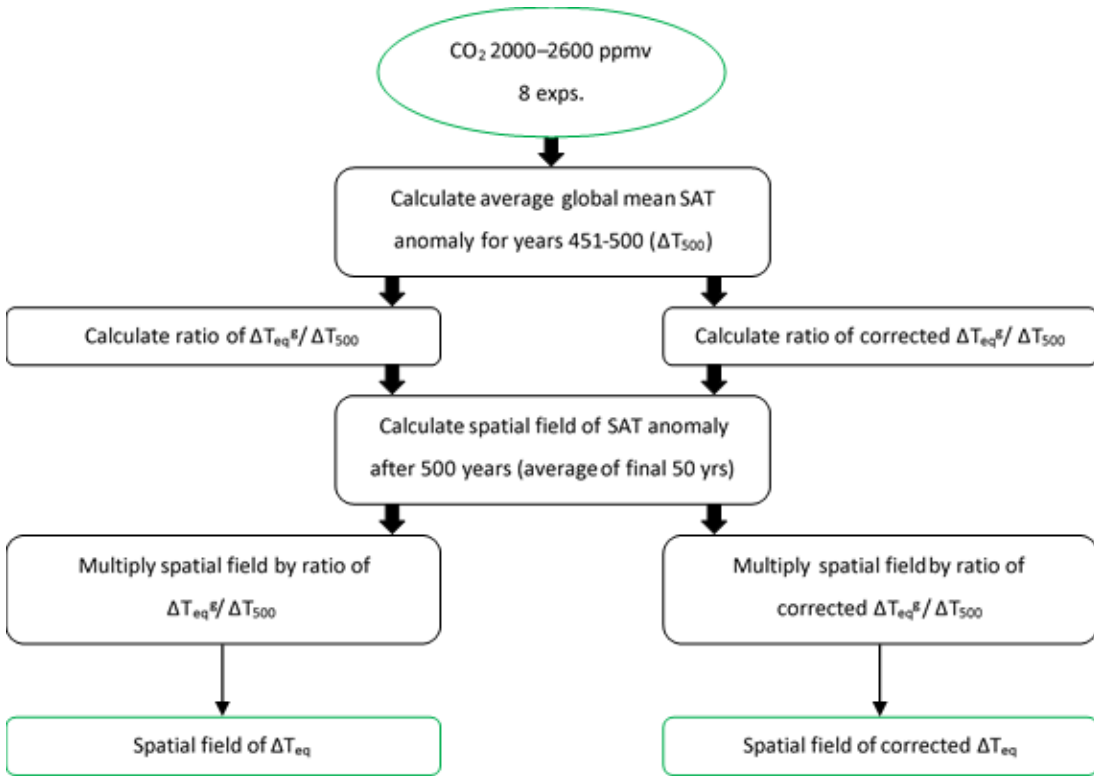 CO₂ 2000–2600 ppmv
8 exps.
Calculate average global mean SAT
anomaly for years 451-500 (ΔT₅₀₀)
Calculate ratio of ΔTeqᵍ/ ΔT₅₀₀
Calculate ratio of corrected ΔTeqᵍ/ ΔT₅₀₀
Calculate spatial field of SAT anomaly
after 500 years (average of final 50 yrs)
Multiply spatial field by ratio of
ΔTeqᵍ/ ΔT₅₀₀
Multiply spatial field by ratio of
corrected ΔTeqᵍ/ ΔT₅₀₀
Spatial field of ΔTeq
Spatial field of corrected ΔTeq